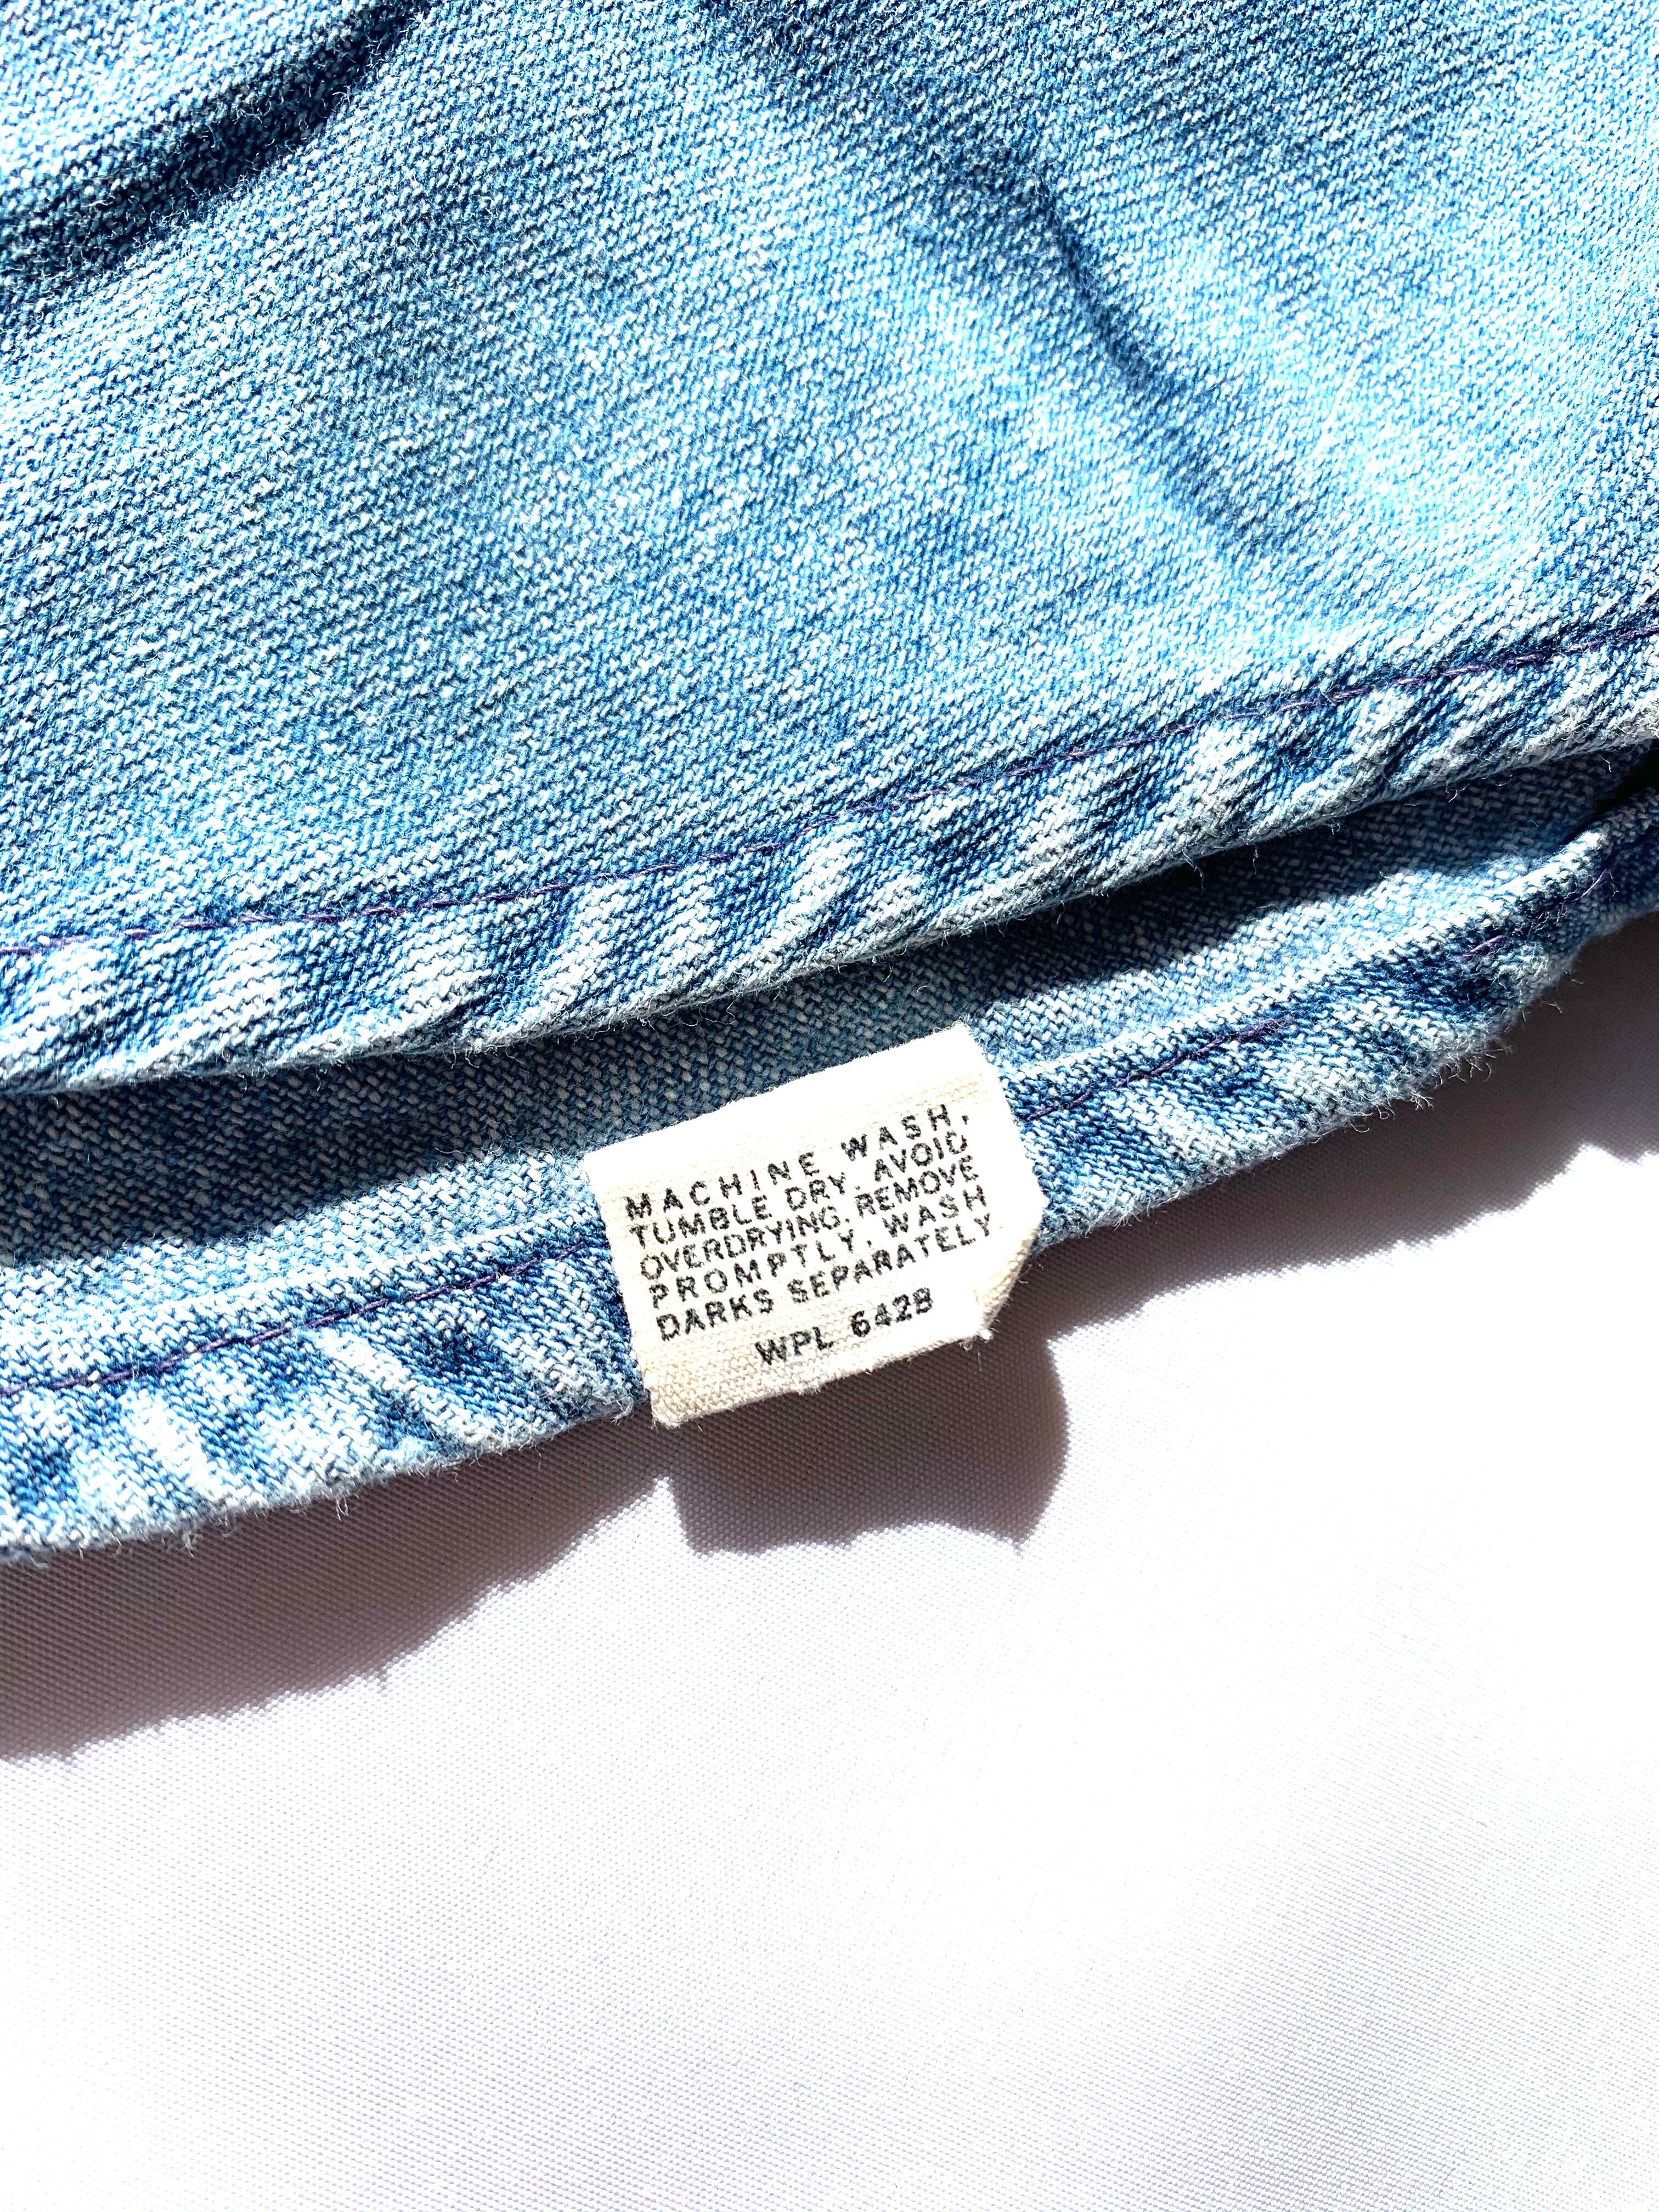 MACHINE WASH,
TUMBLE DRY. AVOID
OVERDRYING. REMOVE
PROMPTLY, WASH
DARKS SEPARATELY
WPL 6428